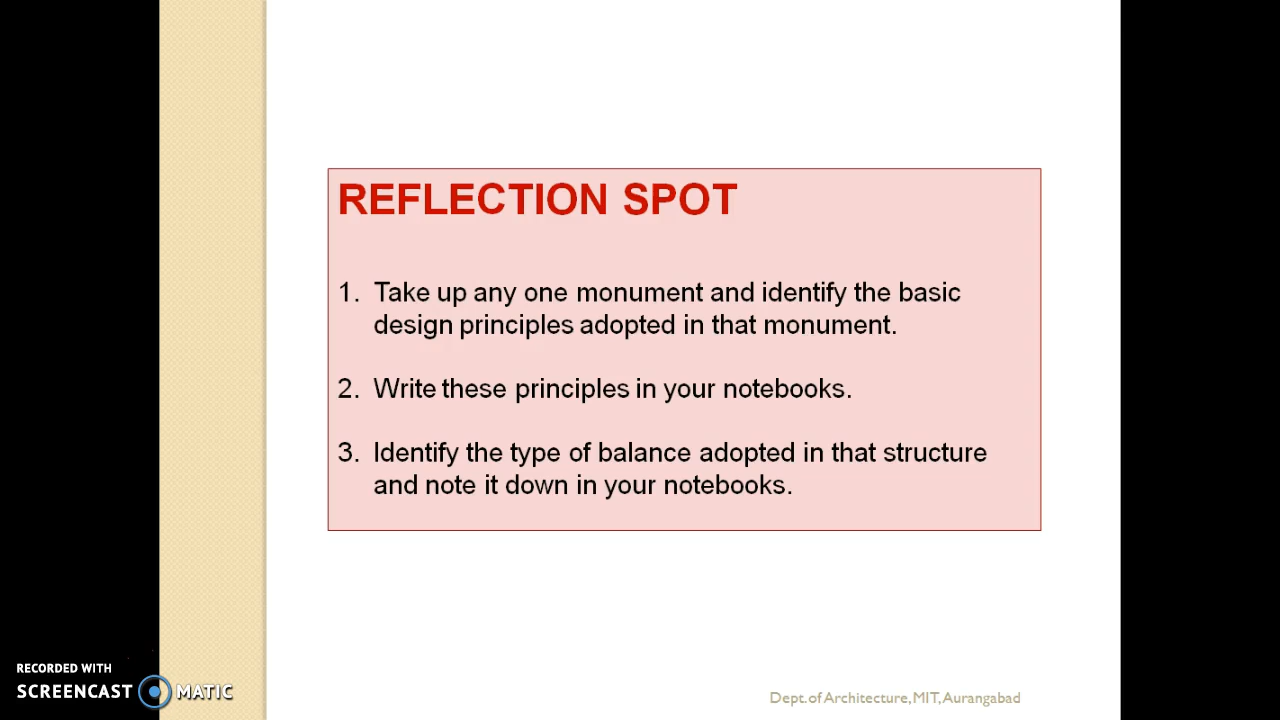 REFLECTION SPOT
1. Take up any one monument and identify the basic
design principles adopted in that monument.
2. Write these principles in your notebooks.
3. Identify the type of balance adopted in that structure
and note it down in your notebooks.
RECORDED WITH
SCREENCAST MATIC
Dept.of Architecture,MIT,Aurangabad